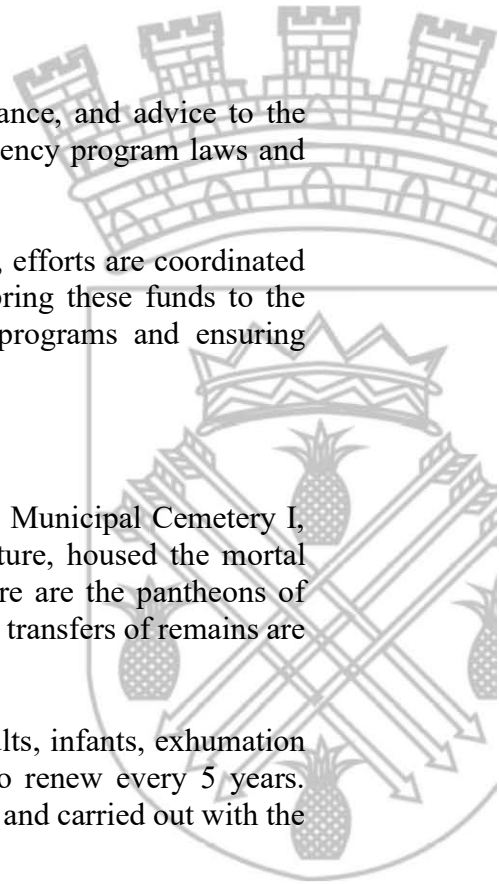 ance, and advice to the
ency program laws and
, efforts are coordinated
oring these funds to the
programs and ensuring
Municipal Cemetery I,
ture, housed the mortal
re are the pantheons of
transfers of remains are
ults, infants, exhumation
o renew every 5 years.
and carried out with the